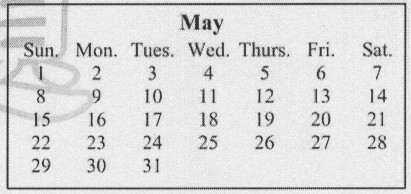 May
Sun. Mon. Tues. Wed. Thurs. Fri. Sat.
1 2 3 4 5 6 7
8 9 10 11 12 13 14
15 16 17 18 19 20 21
22 23 24 25 26 27 28
29 30 31